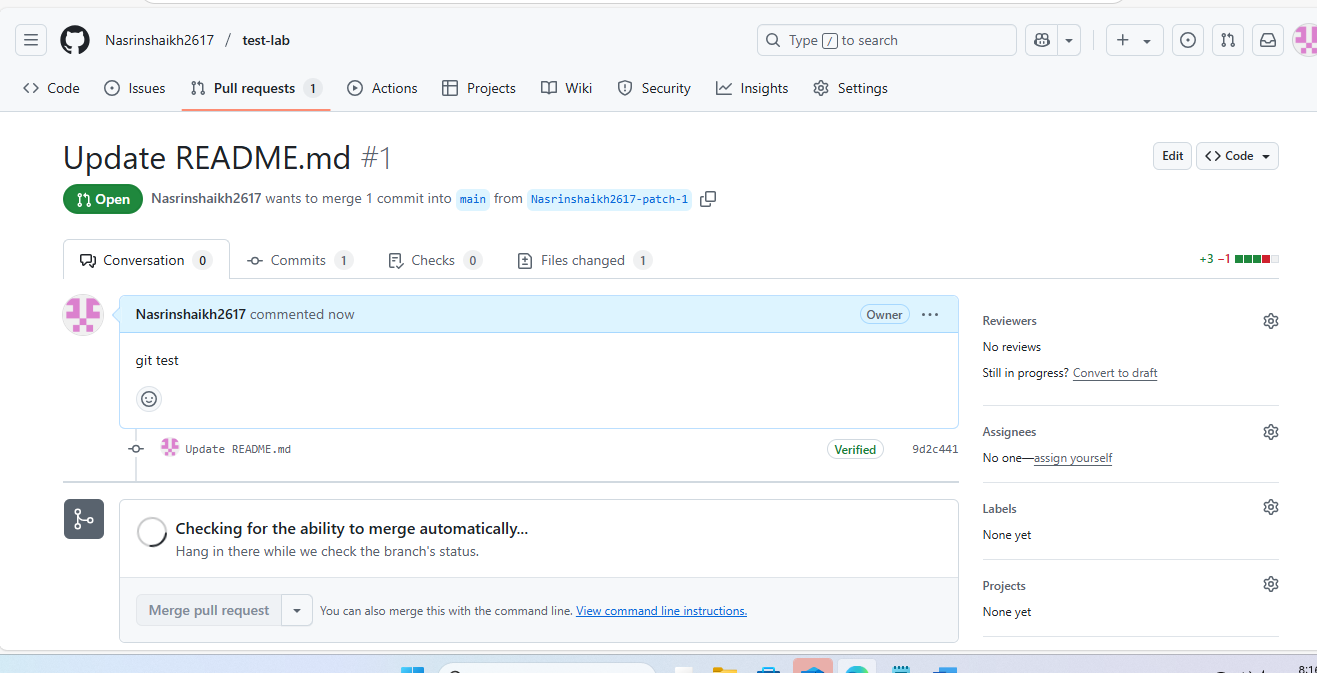 Nasrinshaikh2617 / test-lab
Type / to search
Code Issues Pull requests 1 Actions Projects Wiki Security Insights Settings
Update README.md #1
Edit
Code
Open Nasrinshaikh2617 wants to merge 1 commit into main from Nasrinshaikh2617-patch-1
Conversation 0 Commits 1 Checks 0 Files changed 1
+3 −1
Nasrinshaikh2617 commented now
Owner
git test
Update README.md
Verified
9d2c441
Checking for the ability to merge automatically...
Hang in there while we check the branch's status.
Merge pull request
You can also merge this with the command line. View command line instructions.
Reviewers
No reviews
Still in progress? Convert to draft
Assignees
No one—assign yourself
Labels
None yet
Projects
None yet